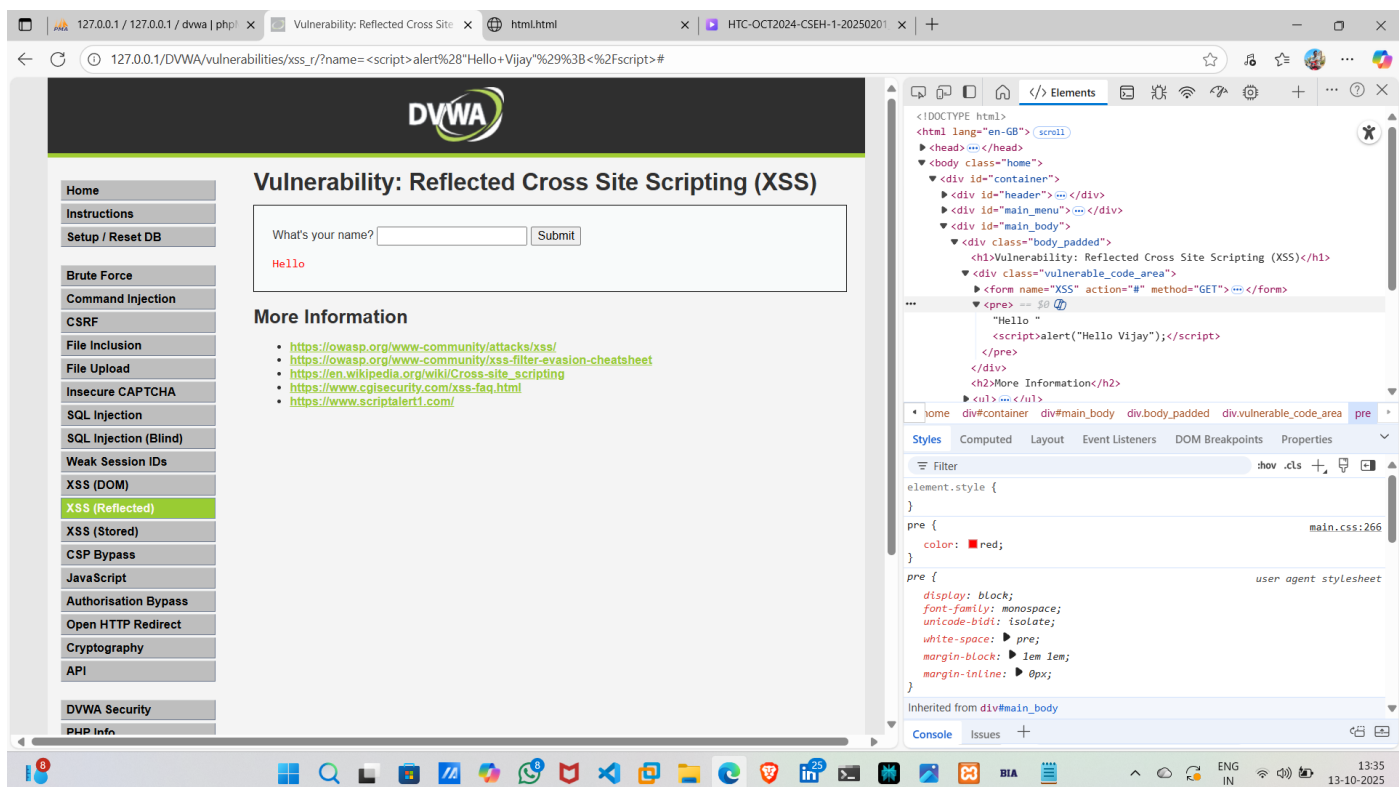 127.0.0.1 / 127.0.0.1 / dvwa | php
Vulnerability: Reflected Cross Site
html.html
HTC-OCT2024-CSEH-1-20250201
127.0.0.1/DVWA/vulnerabilities/xss_r/?name=<script>alert%28"Hello+Vijay"%29%3B<%2Fscript>#
DVWA
Home
Instructions
Setup / Reset DB
Brute Force
Command Injection
CSRF
File Inclusion
File Upload
Insecure CAPTCHA
SQL Injection
SQL Injection (Blind)
Weak Session IDs
XSS (DOM)
XSS (Reflected)
XSS (Stored)
CSP Bypass
JavaScript
Authorisation Bypass
Open HTTP Redirect
Cryptography
API
DVWA Security
PHP Info
Vulnerability: Reflected Cross Site Scripting (XSS)
What's your name? Submit
Hello
More Information
https://owasp.org/www-community/attacks/xss/
https://owasp.org/www-community/xss-filter-evasion-cheatsheet
https://en.wikipedia.org/wiki/Cross-site_scripting
https://www.cgisecurity.com/xss-faq.html
https://www.scriptalert1.com/
</> Elements
<!DOCTYPE html>
<html lang="en-GB"> scroll
<head> ⋯ </head>
<body class="home">
<div id="container">
<div id="header"> ⋯ </div>
<div id="main_menu"> ⋯ </div>
<div id="main_body">
<div class="body_padded">
<h1>Vulnerability: Reflected Cross Site Scripting (XSS)</h1>
<div class="vulnerable_code_area">
<form name="XSS" action="#" method="GET"> ⋯ </form>
<pre> == $0
"Hello "
<script>alert("Hello Vijay");</script>
</pre>
</div>
<h2>More Information</h2>
<ul> ⋯ </ul>
home div#container div#main_body div.body_padded div.vulnerable_code_area pre
Styles Computed Layout Event Listeners DOM Breakpoints Properties
Filter :hov .cls
element.style {
}
pre { main.css:266
color: red;
}
pre { user agent stylesheet
display: block;
font-family: monospace;
unicode-bidi: isolate;
white-space: pre;
margin-block: 1em 1em;
margin-inline: 0px;
}
Inherited from div#main_body
Console Issues
8
8
25
BIA
ENG
IN
13:35
13-10-2025